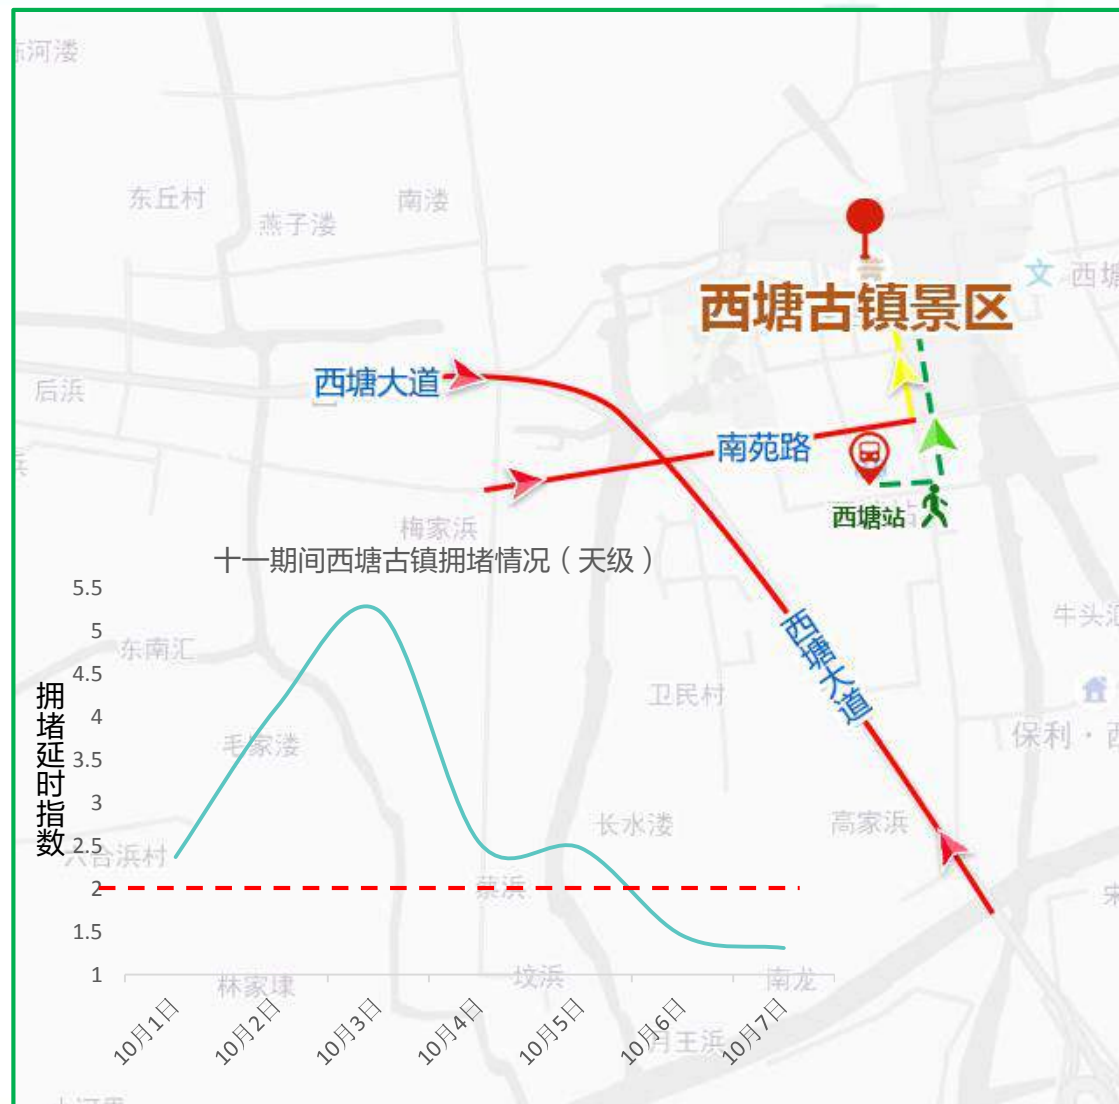 东丘村
南溇
燕子溇
西塘古镇景区
文
西塘
西塘大道
后浜
南苑路
西塘站
梅家浜
十一期间西塘古镇拥堵情况（天级）
5.5
5
4.5
4
3.5
3
2.5
2
1.5
1
拥堵延时指数
东南汇
牛头汇
西塘大道
卫民村
毛家溇
保利·西
长水溇
高家浜
六合浜村
蔡浜
坟浜
林家埭
南龙
月王浜
10月1日
10月2日
10月3日
10月4日
10月5日
10月6日
10月7日